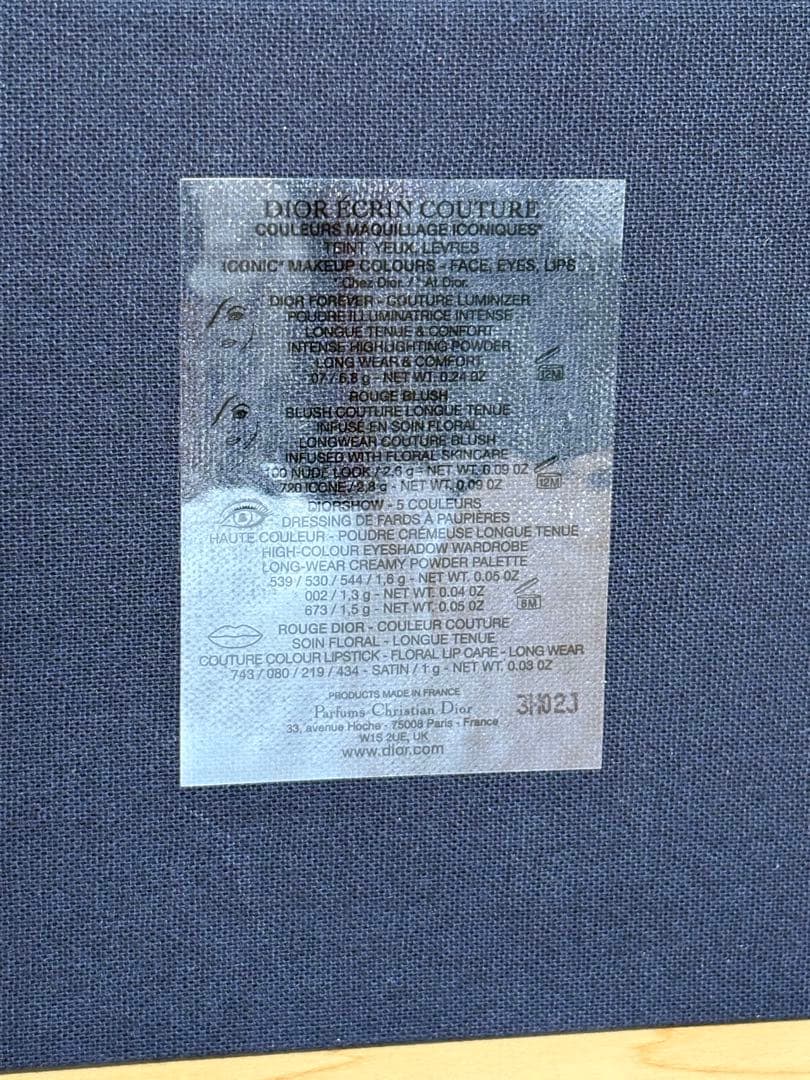 DIOR ÉCRIN COUTURE
COULEURS MAQUILLAGE ICONIQUES*
TEINT, YEUX, LÈVRES
ICONIC* MAKEUP COLOURS - FACE, EYES, LIPS
* Chez Dior. / * At Dior.
DIOR FOREVER - COUTURE LUMINIZER
POUDRE ILLUMINATRICE INTENSE
LONGUE TENUE & CONFORT
INTENSE HIGHLIGHTING POWDER
LONG WEAR & COMFORT
07 / 6,8 g - NET WT. 0.24 OZ
12M
ROUGE BLUSH
BLUSH COUTURE LONGUE TENUE
INFUSÉ EN SOIN FLORAL
LONGWEAR COUTURE BLUSH
INFUSED WITH FLORAL SKINCARE
100 NUDE LOOK / 2,6 g - NET WT. 0.09 OZ
720 ICONE / 2,8 g - NET WT. 0.09 OZ
12M
DIORSHOW - 5 COULEURS
DRESSING DE FARDS À PAUPIÈRES
HAUTE COULEUR - POUDRE CRÉMEUSE LONGUE TENUE
HIGH-COLOUR EYESHADOW WARDROBE
LONG-WEAR CREAMY POWDER PALETTE
539 / 530 / 544 / 1,6 g - NET WT. 0.05 OZ
002 / 1,3 g - NET WT. 0.04 OZ
673 / 1,5 g - NET WT. 0.05 OZ
6M
ROUGE DIOR - COULEUR COUTURE
SOIN FLORAL - LONGUE TENUE
COUTURE COLOUR LIPSTICK - FLORAL LIP CARE - LONG WEAR
743 / 080 / 219 / 434 - SATIN / 1 g - NET WT. 0.03 OZ
PRODUCTS MADE IN FRANCE
Parfums Christian Dior
3H02J
33, avenue Hoche - 75008 Paris - France
W1S 2UE, UK
www.dior.com